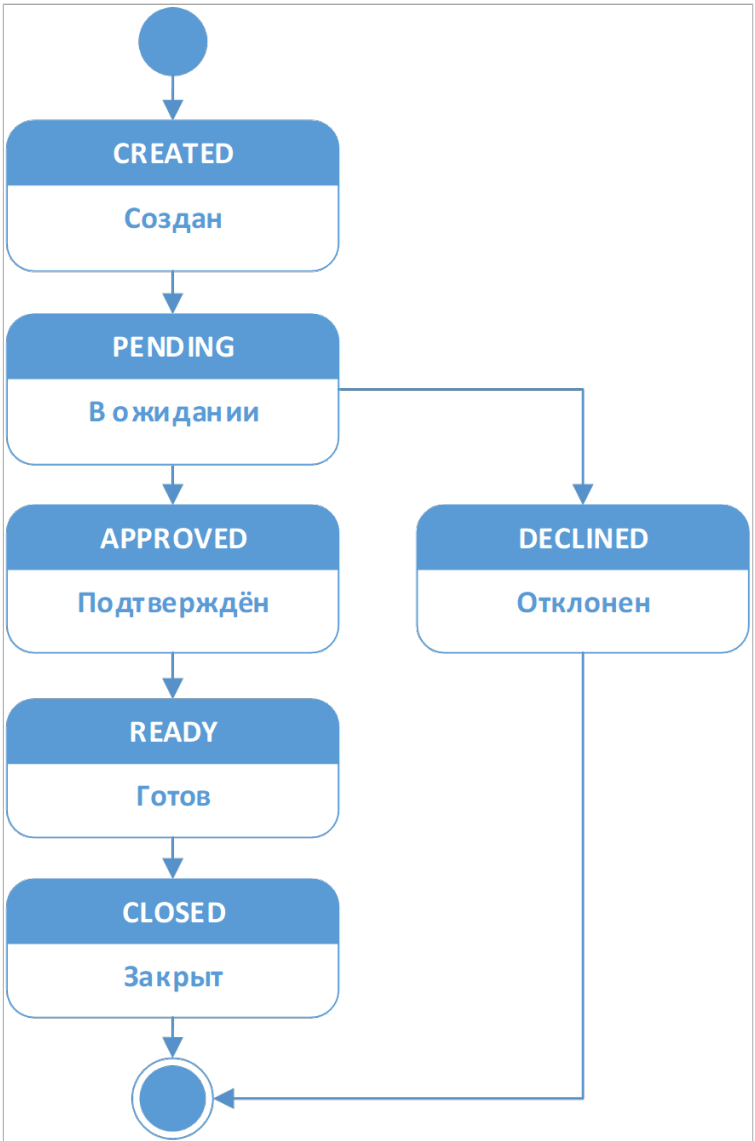 CREATED
Создан
PENDING
В ожидании
APPROVED
Подтверждён
DECLINED
Отклонен
READY
Готов
CLOSED
Закрыт